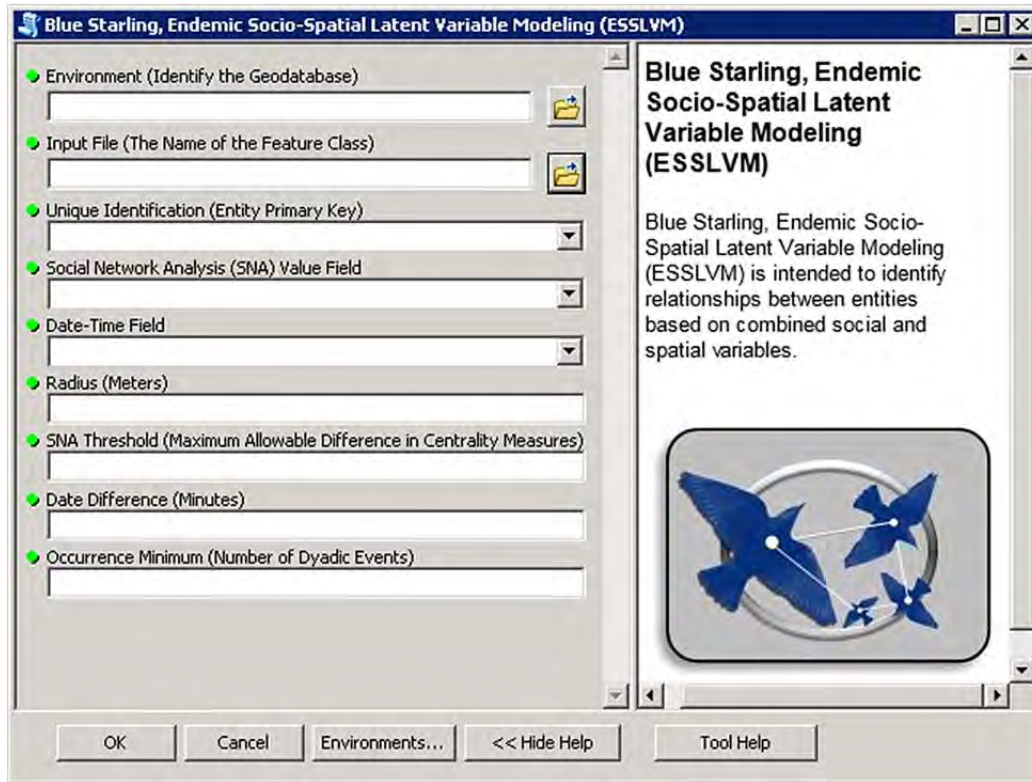 Blue Starling, Endemic Socio-Spatial Latent Variable Modeling (ESSLVM)
Environment (Identify the Geodatabase)
Input File (The Name of the Feature Class)
Unique Identification (Entity Primary Key)
Social Network Analysis (SNA) Value Field
Date-Time Field
Radius (Meters)
SNA Threshold (Maximum Allowable Difference in Centrality Measures)
Date Difference (Minutes)
Occurrence Minimum (Number of Dyadic Events)
Blue Starling, Endemic
Socio-Spatial Latent
Variable Modeling
(ESSLVM)
Blue Starling, Endemic Socio-
Spatial Latent Variable Modeling
(ESSLVM) is intended to identify
relationships between entities
based on combined social and
spatial variables.
OK
Cancel
Environments...
<< Hide Help
Tool Help